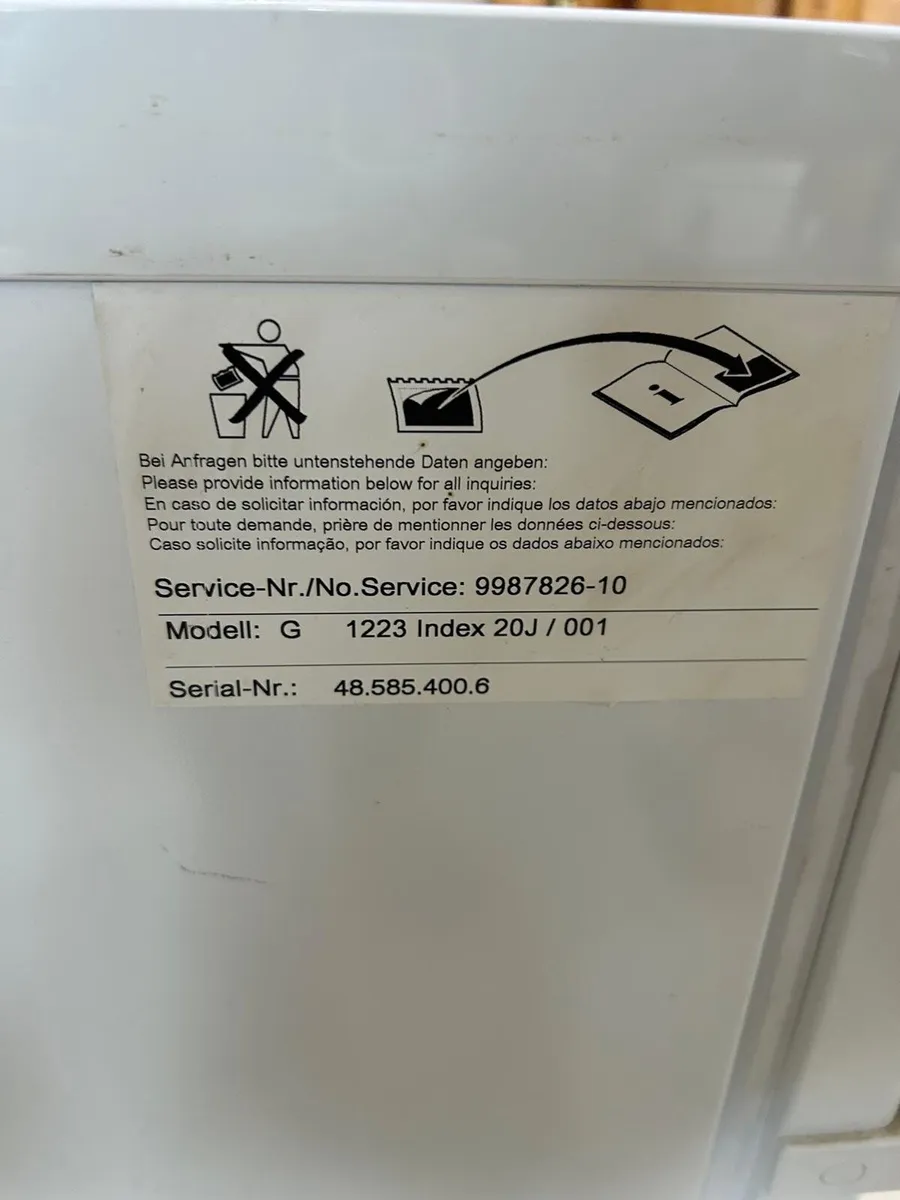 Bei Anfragen bitte untenstehende Daten angeben:
Please provide information below for all inquiries:
En caso de solicitar información, por favor indique los datos abajo mencionados:
Pour toute demande, prière de mentionner les données ci-dessous:
Caso solicite informação, por favor indique os dados abaixo mencionados:
Service-Nr./No.Service: 9987826-10
Modell: G 1223 Index 20J / 001
Serial-Nr.: 48.585.400.6